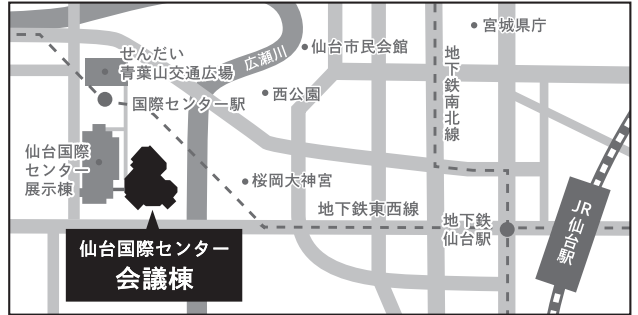 宮城県庁
仙台市民会館
せんだい
青葉山交通広場
広瀬川
地下鉄南北線
西公園
国際センター駅
仙台国際
センター
展示棟
桜岡大神宮
地下鉄東西線
地下鉄
仙台駅
JR仙台駅
仙台国際センター
会議棟